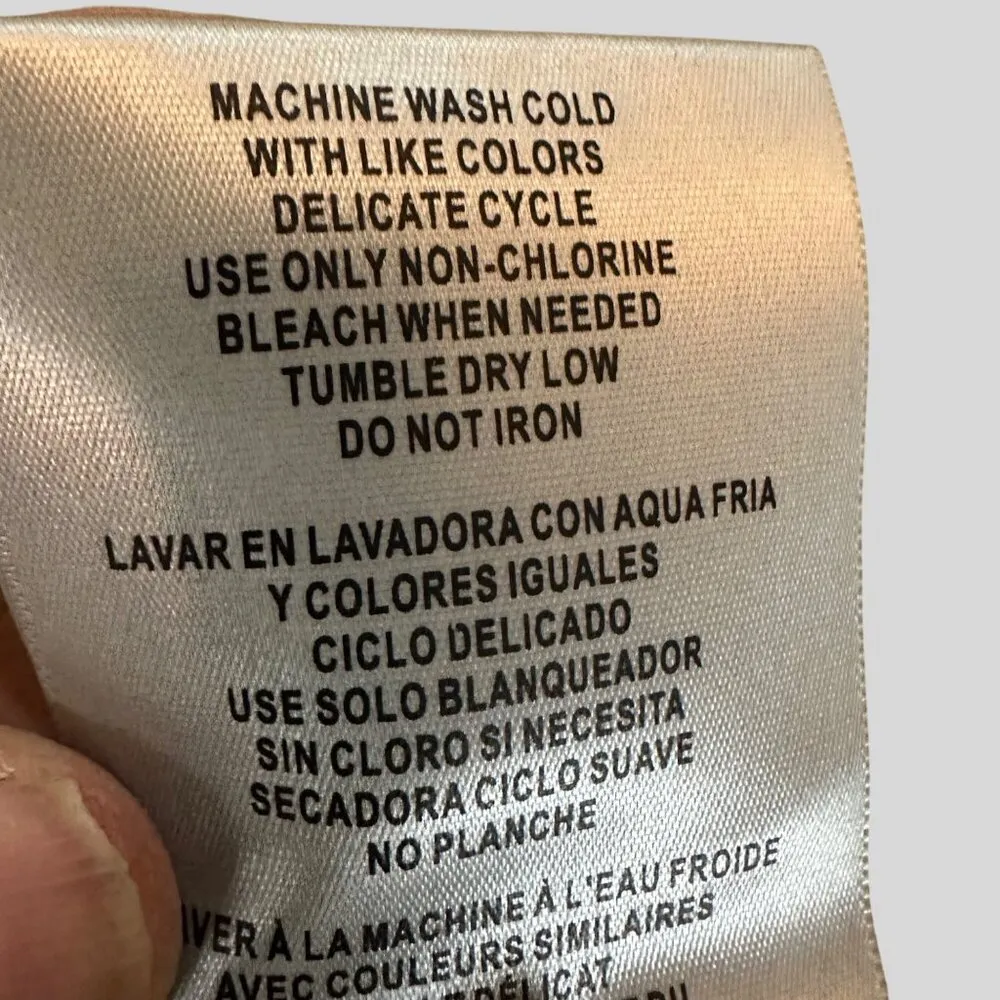 MACHINE WASH COLD
WITH LIKE COLORS
DELICATE CYCLE
USE ONLY NON-CHLORINE
BLEACH WHEN NEEDED
TUMBLE DRY LOW
DO NOT IRON
LAVAR EN LAVADORA CON AQUA FRIA
Y COLORES IGUALES
CICLO DELICADO
USE SOLO BLANQUEADOR
SIN CLORO SI NECESITA
SECADORA CICLO SUAVE
NO PLANCHE
À LA MACHINE À L'EAU FROIDE
AVEC COULEURS SIMILAIRES
DÉLICAT